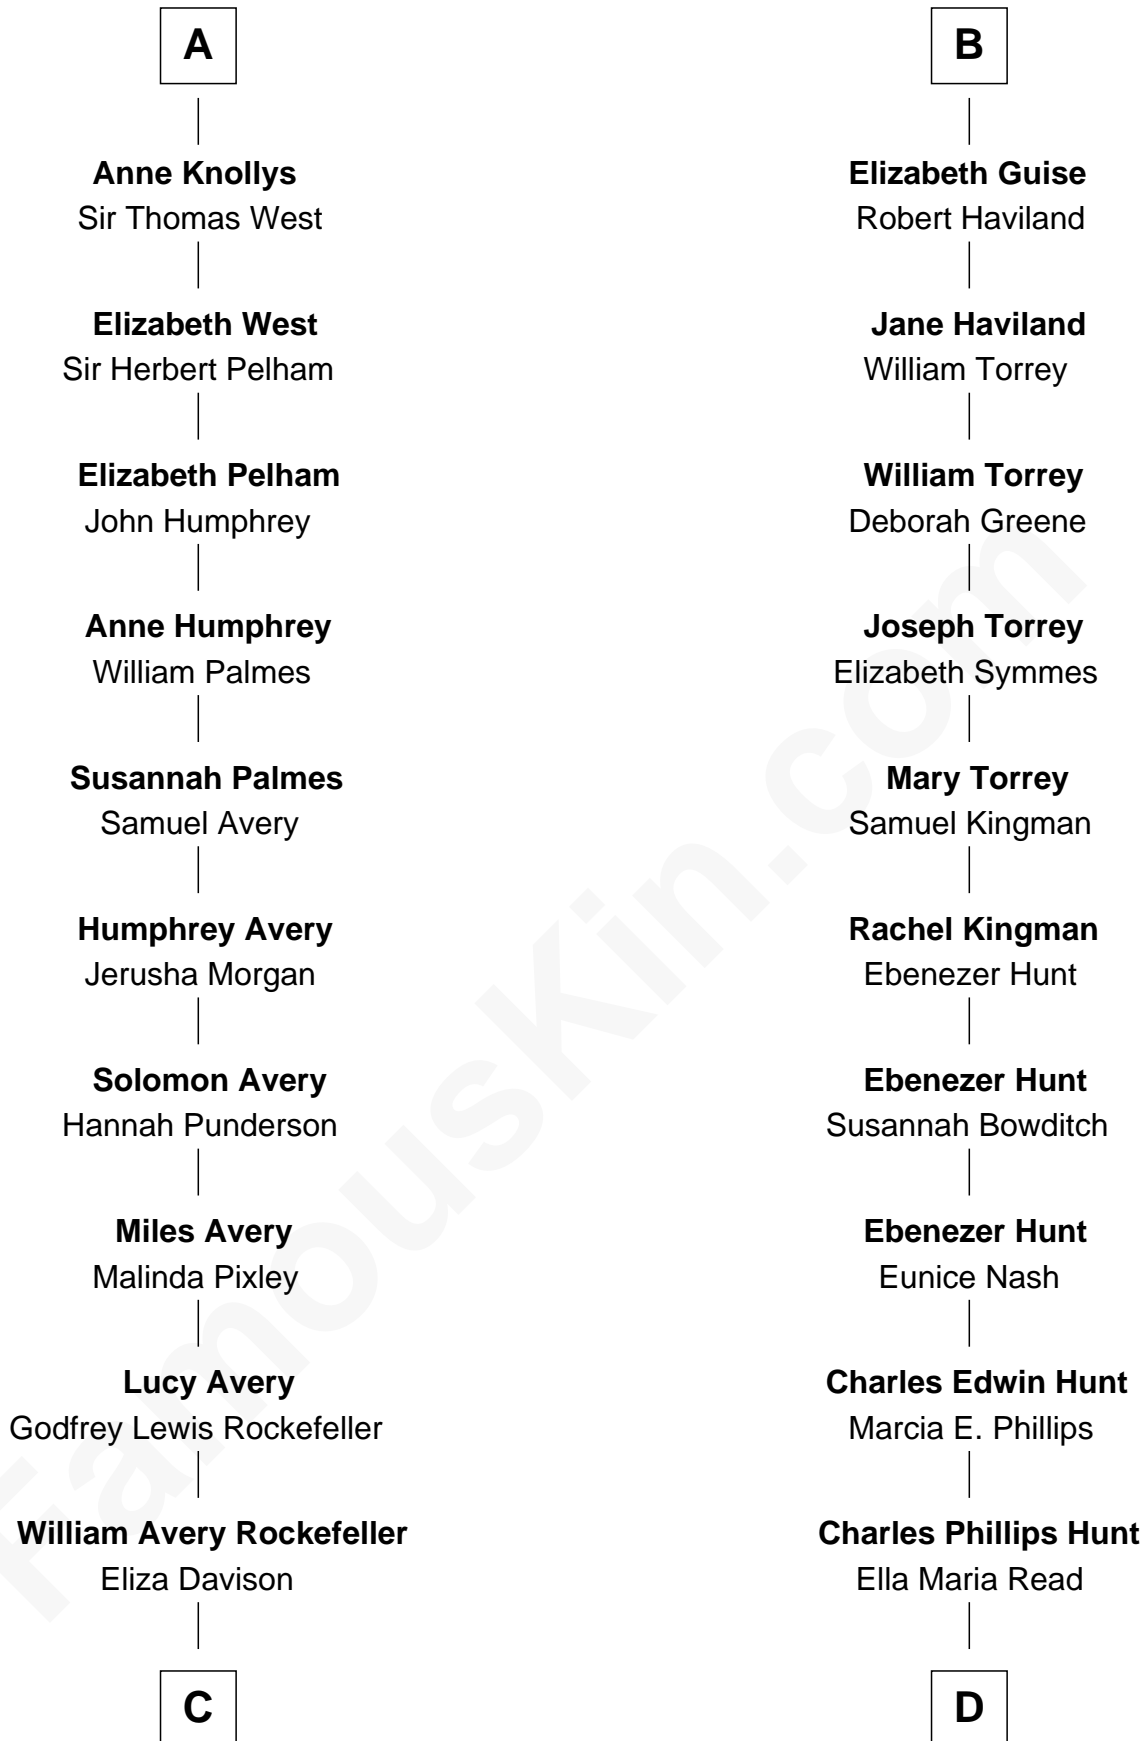 A
Anne Knollys
Sir Thomas West
Elizabeth West
Sir Herbert Pelham
Elizabeth Pelham
John Humphrey
Anne Humphrey
William Palmes
Susannah Palmes
Samuel Avery
Humphrey Avery
Jerusha Morgan
Solomon Avery
Hannah Punderson
Miles Avery
Malinda Pixley
Lucy Avery
Godfrey Lewis Rockefeller
William Avery Rockefeller
Eliza Davison
C
B
Elizabeth Guise
Robert Haviland
Jane Haviland
William Torrey
William Torrey
Deborah Greene
Joseph Torrey
Elizabeth Symmes
Mary Torrey
Samuel Kingman
Rachel Kingman
Ebenezer Hunt
Ebenezer Hunt
Susannah Bowditch
Ebenezer Hunt
Eunice Nash
Charles Edwin Hunt
Marcia E. Phillips
Charles Phillips Hunt
Ella Maria Read
D
FamousKin.com